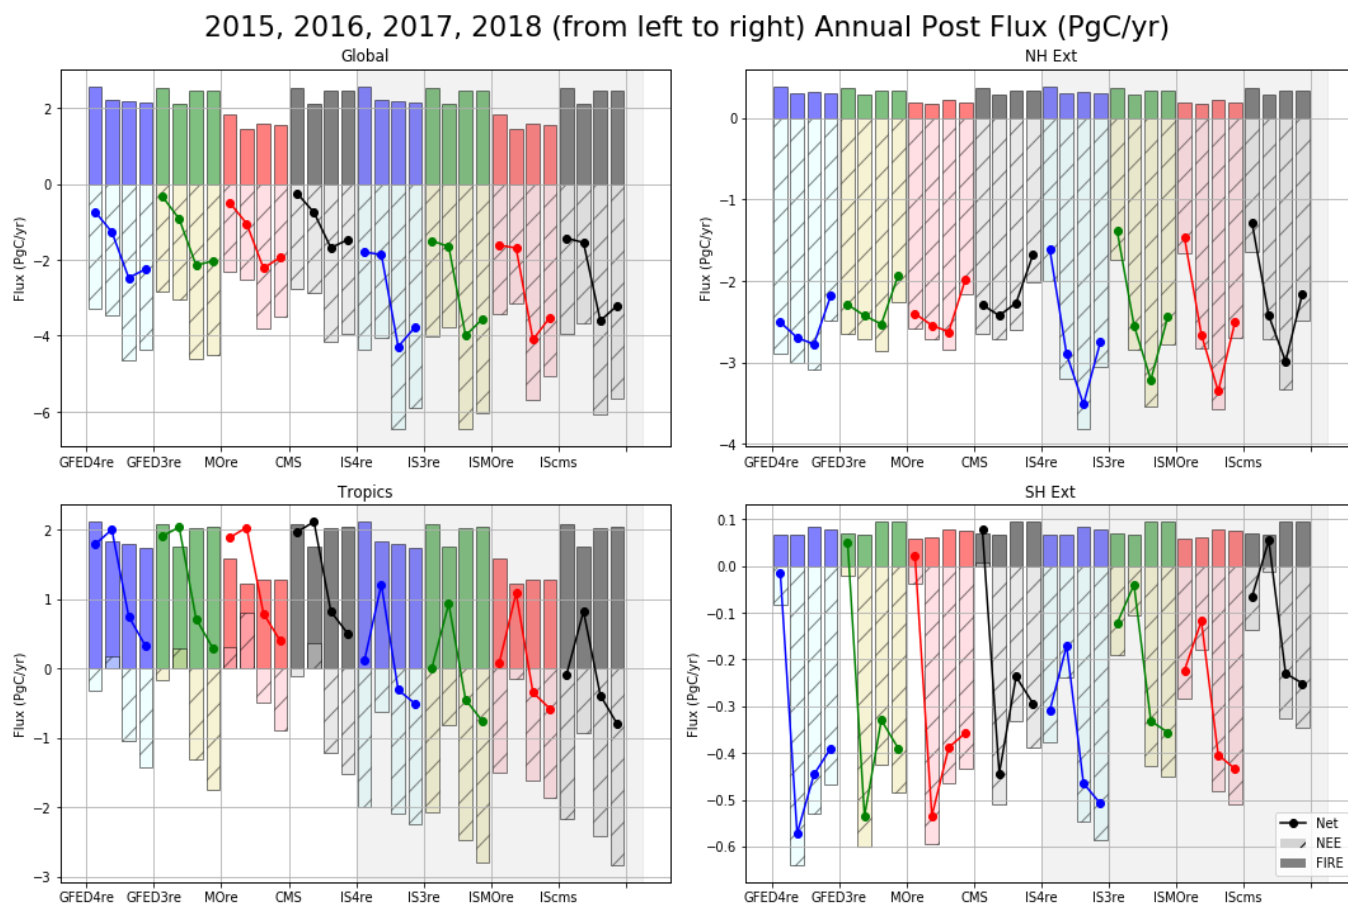 2015, 2016, 2017, 2018 (from left to right) Annual Post Flux (PgC/yr)
Global
Flux (PgC/yr)
2
0
−2
−4
−6
GFED4re GFED3re MOre CMS IS4re IS3re ISMOre IScms
NH Ext
Flux (PgC/yr)
0
−1
−2
−3
−4
GFED4re GFED3re MOre CMS IS4re IS3re ISMOre IScms
Tropics
Flux (PgC/yr)
2
1
0
−1
−2
−3
GFED4re GFED3re MOre CMS IS4re IS3re ISMOre IScms
SH Ext
Flux (PgC/yr)
0.1
0.0
−0.1
−0.2
−0.3
−0.4
−0.5
−0.6
GFED4re GFED3re MOre CMS IS4re IS3re ISMOre IScms
Net
NEE
FIRE